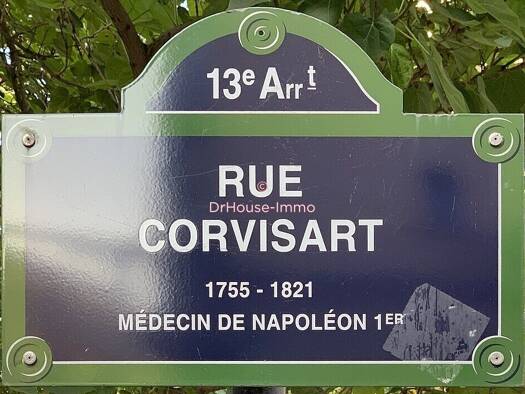 13e Arrt
RUE
© DrHouse-Immo
CORVISART
1755 - 1821
MÉDECIN DE NAPOLÉON 1ER